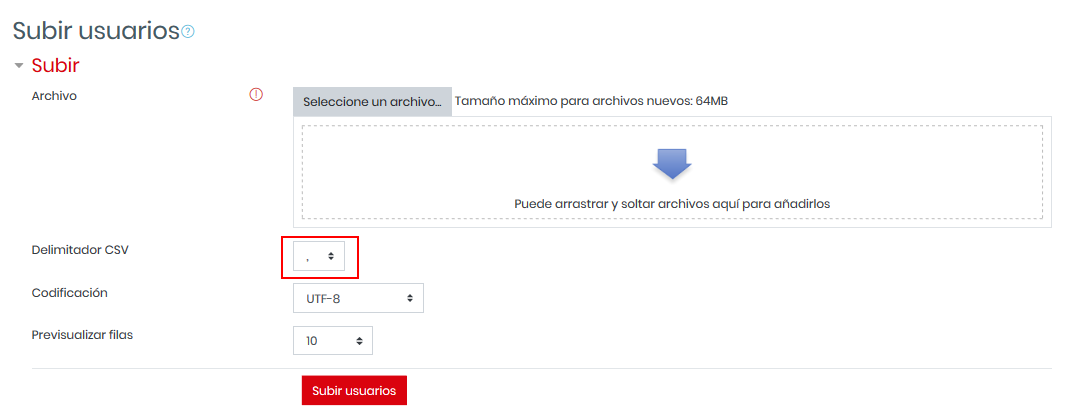 Subir usuarios
Subir
Archivo
Seleccione un archivo... Tamaño máximo para archivos nuevos: 64MB
Puede arrastrar y soltar archivos aquí para añadirlos
Delimitador CSV ,
Codificación UTF-8
Previsualizar filas 10
Subir usuarios